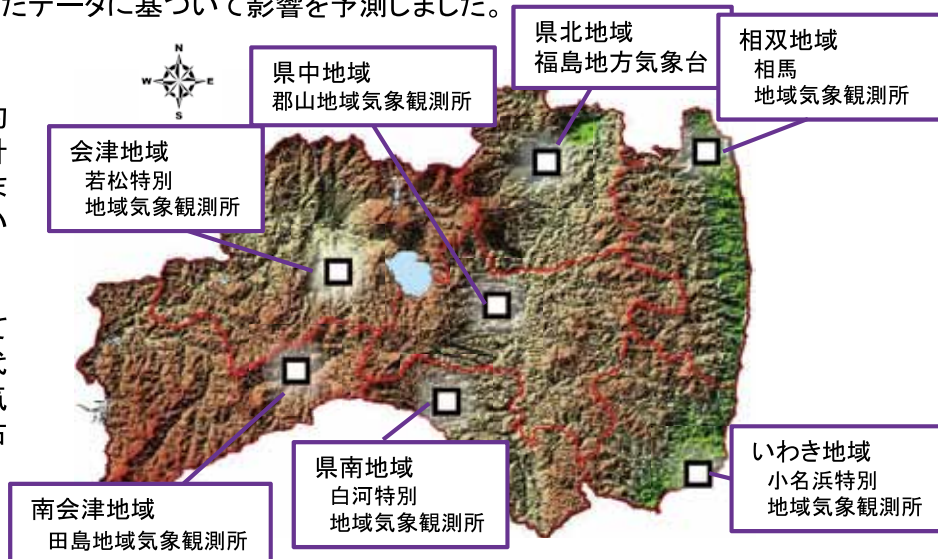 たデータに基づいて影響を予測しました。
県北地域
福島地方気象台
相双地域
相馬
地域気象観測所
県中地域
郡山地域気象観測所
N
W
E
S
会津地域
若松特別
地域気象観測所
県南地域
白河特別
地域気象観測所
いわき地域
小名浜特別
地域気象観測所
南会津地域
田島地域気象観測所